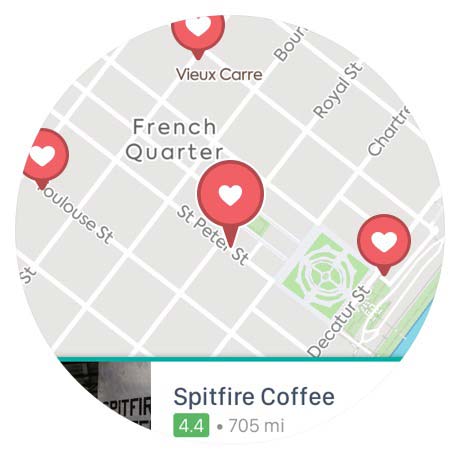 Bour
Vieux Carre
Royal St
Chartre
French
Quarter
oulouse St
St Peter St
St
Decatur St
SPITFIR
Spitfire Coffee
4.4 • 705 mi